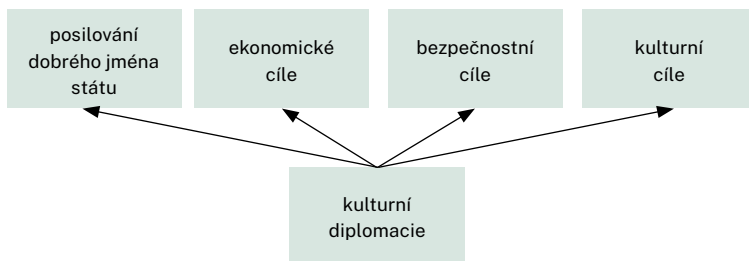 posilování
dobrého jména
státu
ekonomické
cíle
bezpečnostní
cíle
kulturní
cíle
kulturní
diplomacie